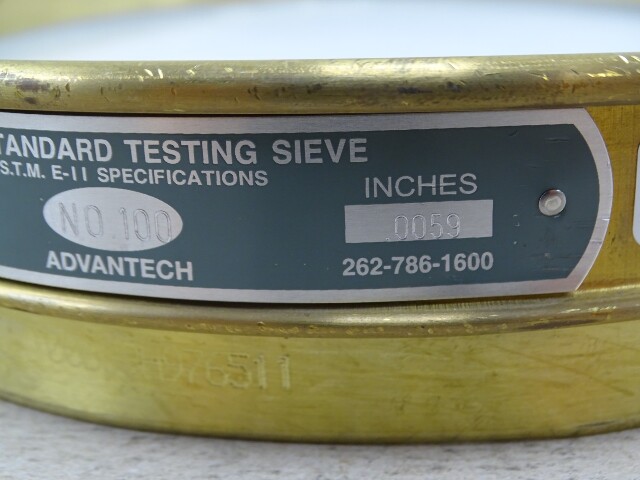 TANDARD TESTING SIEVE
S.T.M. E-11 SPECIFICATIONS
INCHES
NO 100
.0059
ADVANTECH
262-786-1600